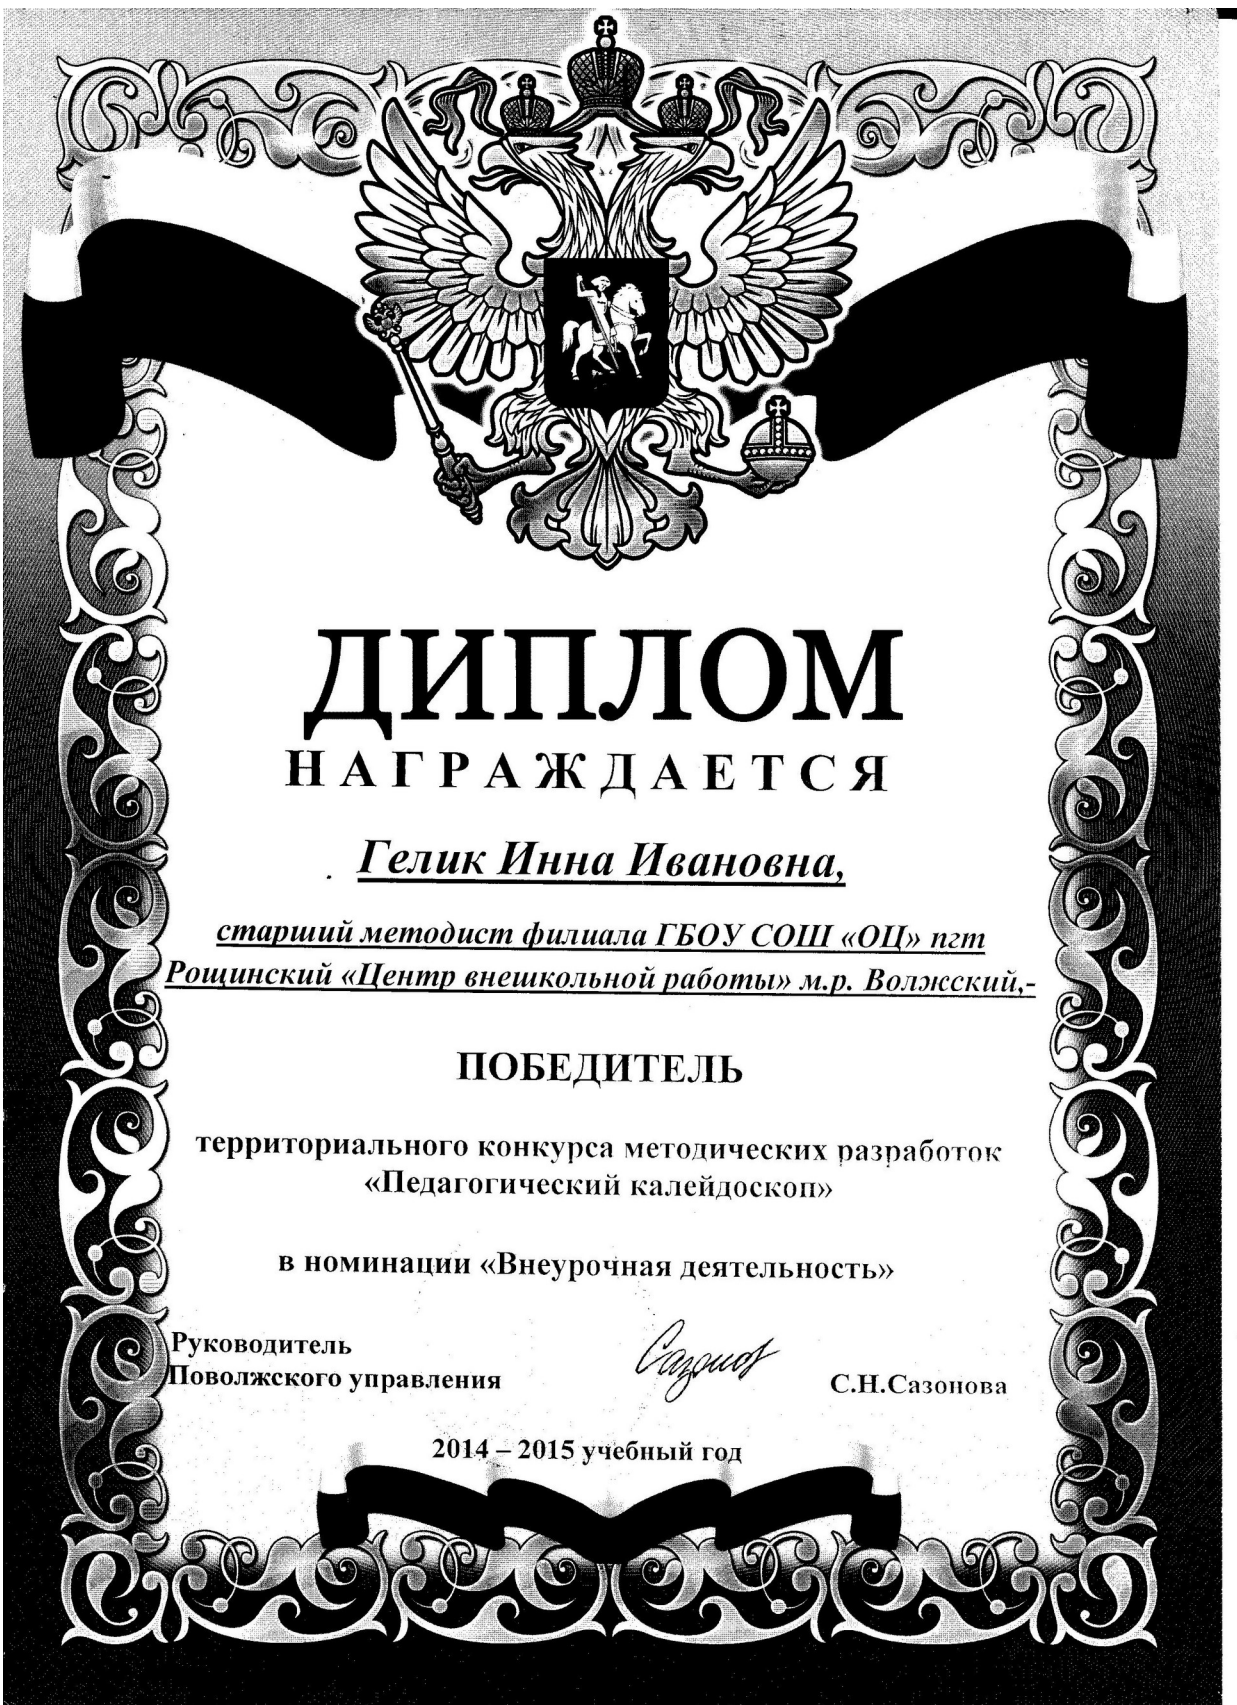 ДИПЛОМ
НАГРАЖДАЕТСЯ
Гелик Инна Ивановна,
старший методист филиала ГБОУ СОШ «ОЦ» пгт
Рощинский «Центр внешкольной работы» м.р. Волжский,-
ПОБЕДИТЕЛЬ
территориального конкурса методических разработок
«Педагогический калейдоскоп»
в номинации «Внеурочная деятельность»
Руководитель
Поволжского управления
С.Н.Сазонова
2014 – 2015 учебный год